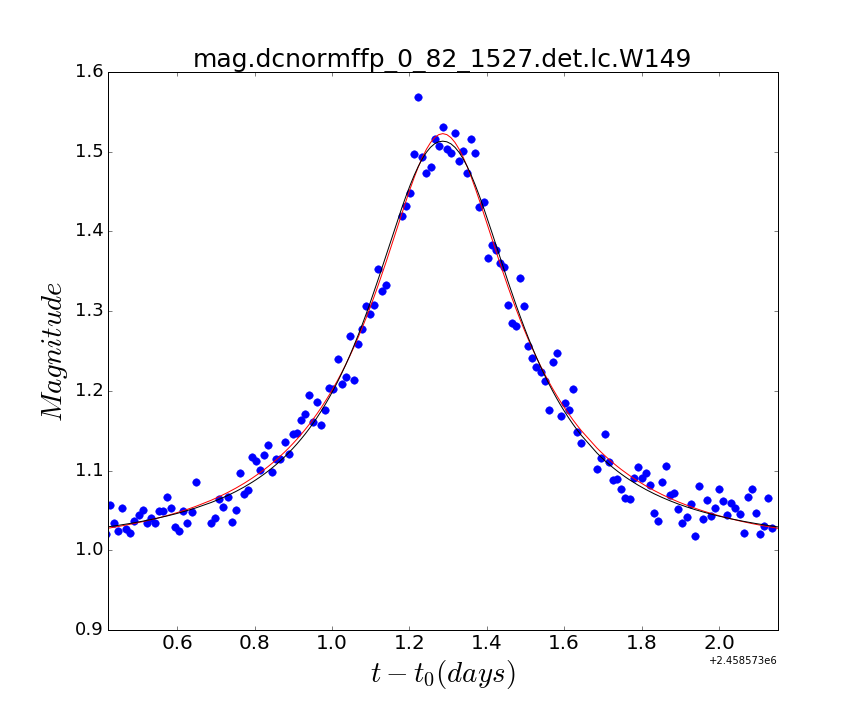 mag.dcnormffp_0_82_1527.det.lc.W149
1.6
1.5
1.4
1.3
1.2
1.1
1.0
0.9
Magnitude
0.6 0.8 1.0 1.2 1.4 1.6 1.8 2.0
+2.458573e6
t − t₀(days)